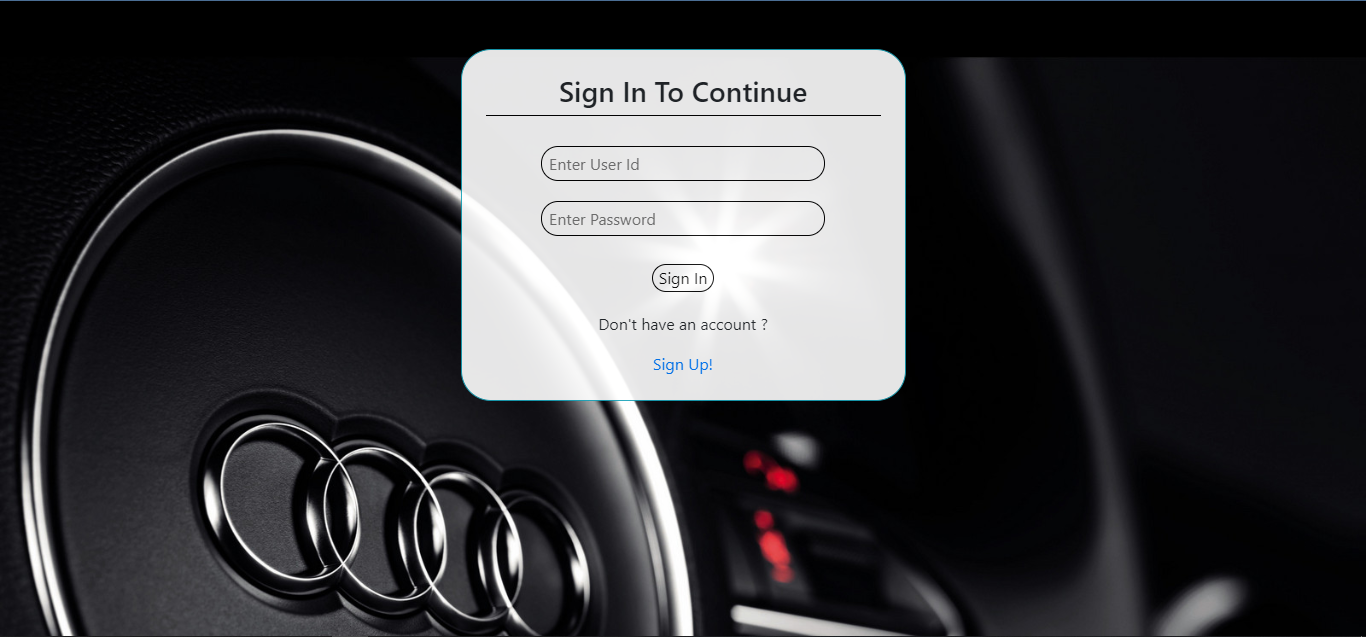 Sign In To Continue
Enter User Id
Enter Password
Sign In
Don't have an account ?
Sign Up!